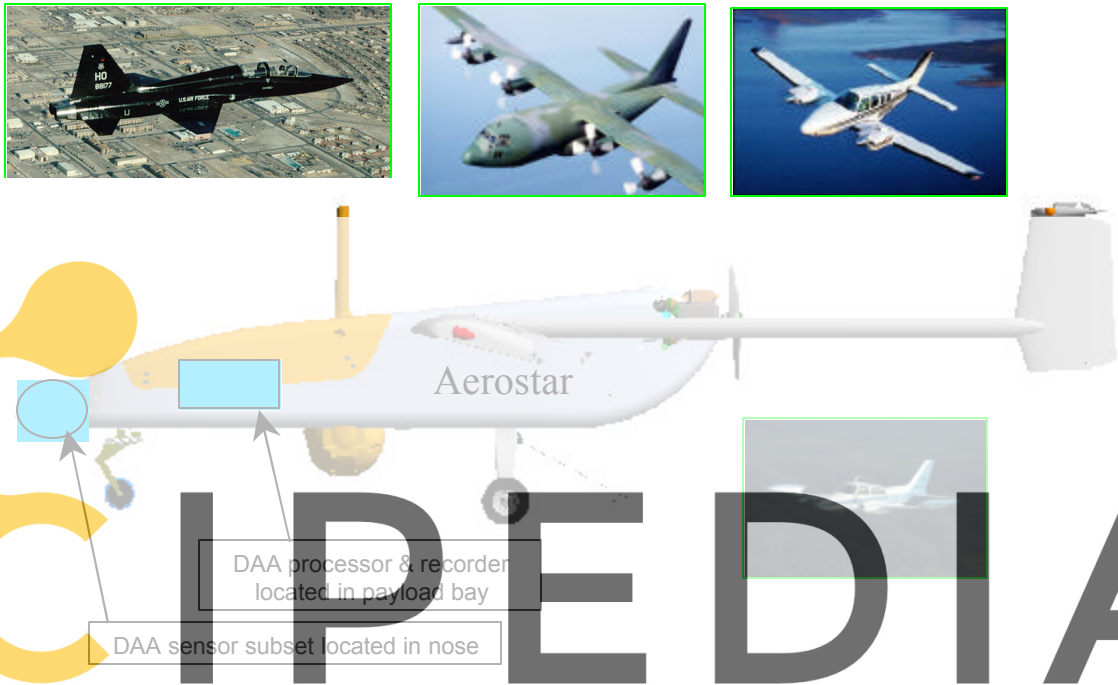 HO
U.S. AIR FORCE
Aerostar
DAA processor & recorder
located in payload bay
DAA sensor subset located in nose
CIPEDIA